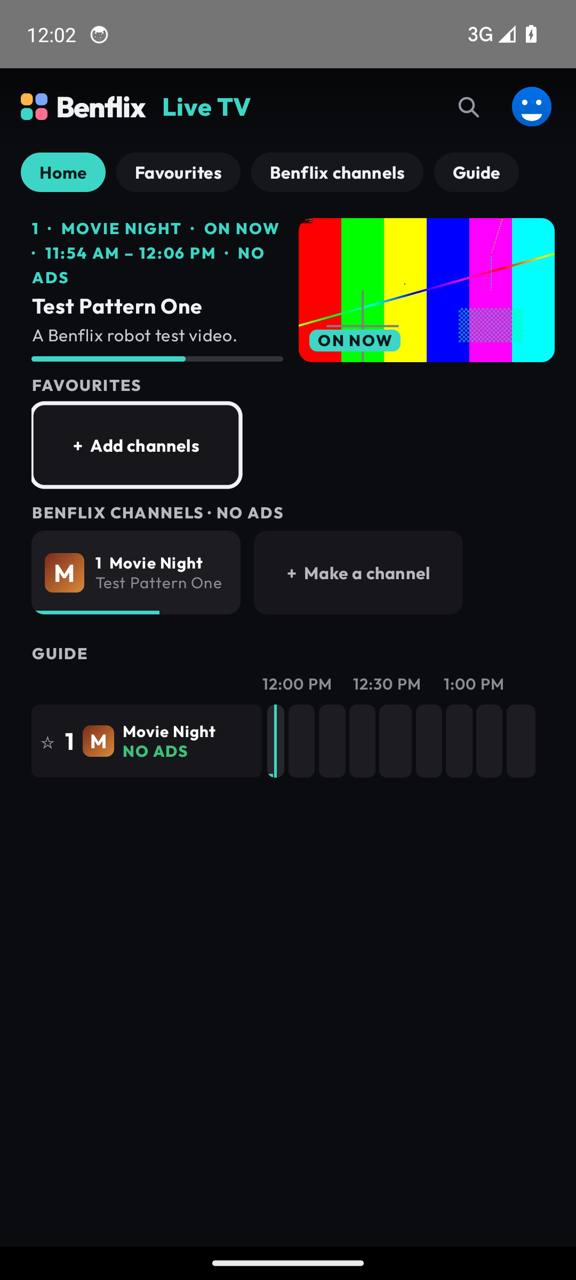 12:02
3G
Benflix Live TV
Home
Favourites
Benflix channels
Guide
1 · MOVIE NIGHT · ON NOW
· 11:54 AM – 12:06 PM · NO
ADS
Test Pattern One
A Benflix robot test video.
ON NOW
FAVOURITES
+ Add channels
BENFLIX CHANNELS · NO ADS
M
1 Movie Night
Test Pattern One
+ Make a channel
GUIDE
12:00 PM 12:30 PM 1:00 PM
☆ 1 M Movie Night
NO ADS